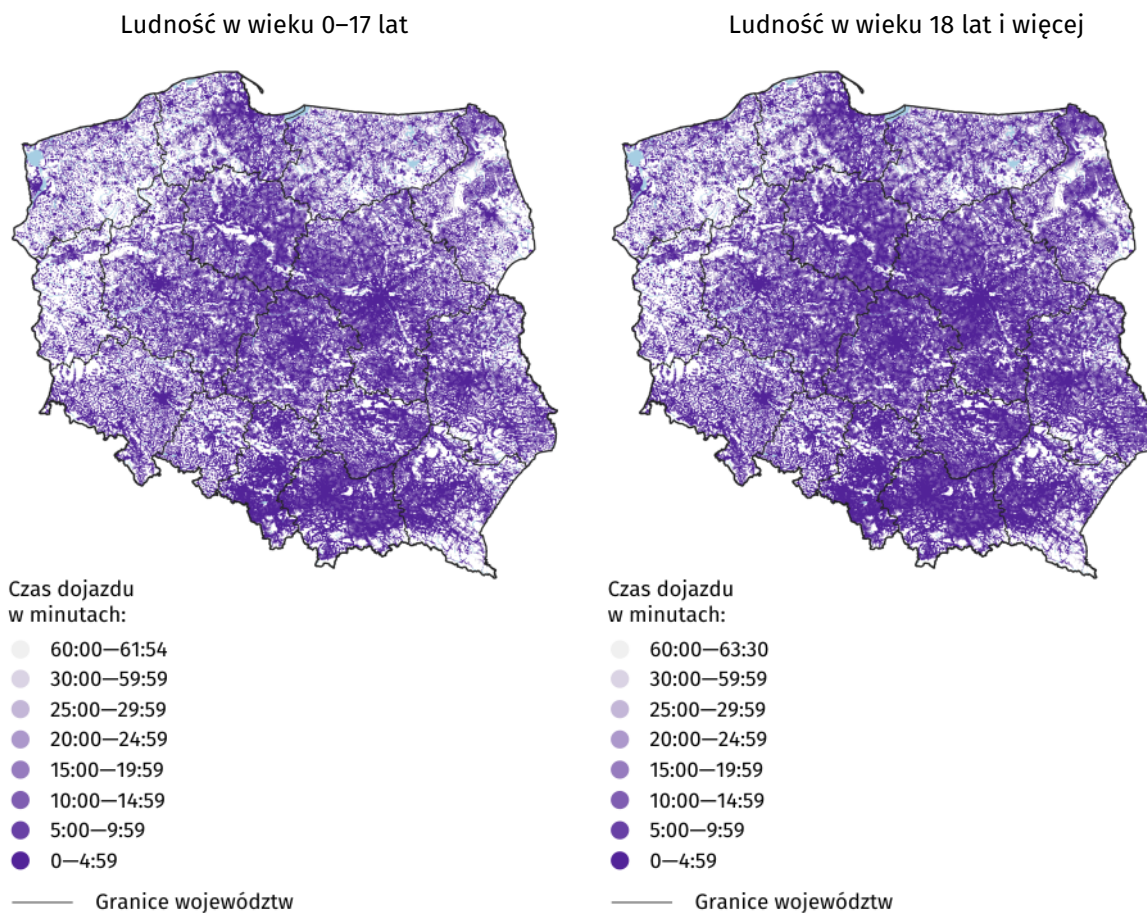 Ludność w wieku 0–17 lat
Ludność w wieku 18 lat i więcej
Czas dojazdu
w minutach:
60:00—61:54
30:00—59:59
25:00—29:59
20:00—24:59
15:00—19:59
10:00—14:59
5:00—9:59
0—4:59
Granice województw
Czas dojazdu
w minutach:
60:00—63:30
30:00—59:59
25:00—29:59
20:00—24:59
15:00—19:59
10:00—14:59
5:00—9:59
0—4:59
Granice województw